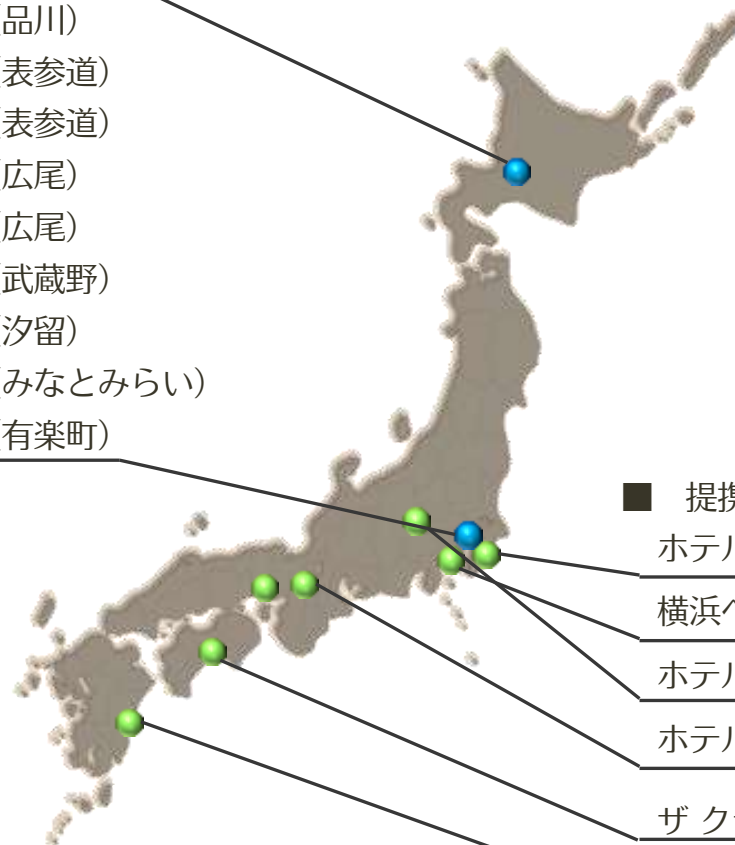 (品川)
(表参道)
(表参道)
(広尾)
(広尾)
(武蔵野)
(汐留)
(みなとみらい)
(有楽町)
■ 提携
ホテル
横浜ベ
ホテル
ホテル
ザ ク